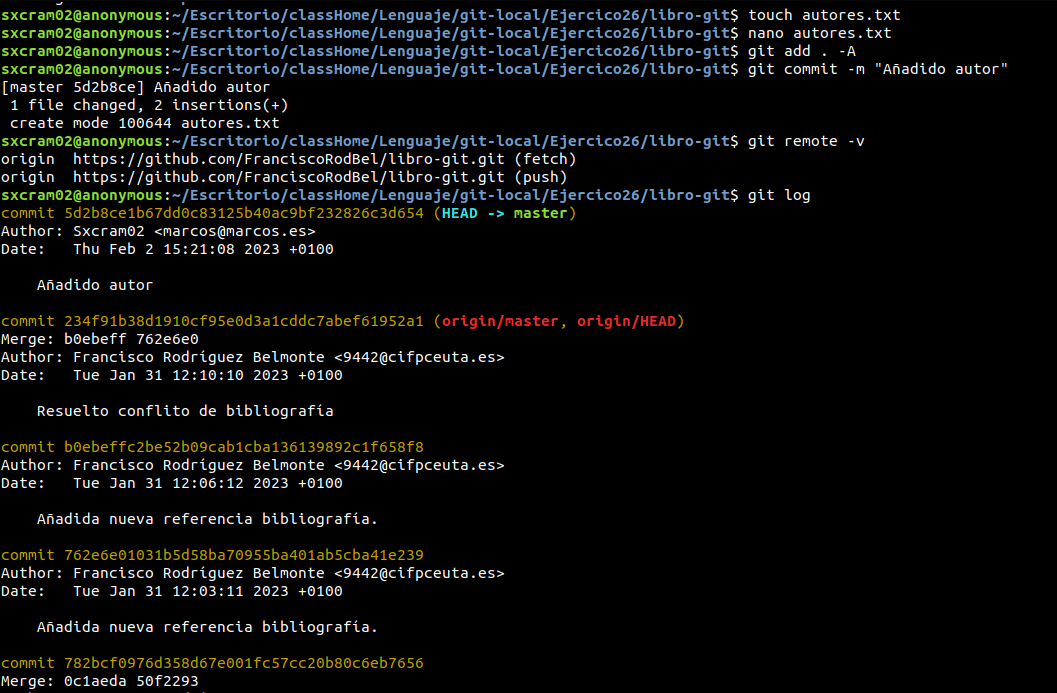 sxcram02@anonymous:~/Escritorio/classHome/Lenguaje/git-local/Ejercico26/libro-git$ touch autores.txt
sxcram02@anonymous:~/Escritorio/classHome/Lenguaje/git-local/Ejercico26/libro-git$ nano autores.txt
sxcram02@anonymous:~/Escritorio/classHome/Lenguaje/git-local/Ejercico26/libro-git$ git add . -A
sxcram02@anonymous:~/Escritorio/classHome/Lenguaje/git-local/Ejercico26/libro-git$ git commit -m "Añadido autor"
[master 5d2b8ce] Añadido autor
 1 file changed, 2 insertions(+)
 create mode 100644 autores.txt
sxcram02@anonymous:~/Escritorio/classHome/Lenguaje/git-local/Ejercico26/libro-git$ git remote -v
origin  https://github.com/FranciscoRodBel/libro-git.git (fetch)
origin  https://github.com/FranciscoRodBel/libro-git.git (push)
sxcram02@anonymous:~/Escritorio/classHome/Lenguaje/git-local/Ejercico26/libro-git$ git log
commit 5d2b8ce1b67dd0c83125b40ac9bf232826c3d654 (HEAD -> master)
Author: Sxcram02 <marcos@marcos.es>
Date:   Thu Feb 2 15:21:08 2023 +0100

    Añadido autor

commit 234f91b38d1910cf95e0d3a1cddc7abef61952a1 (origin/master, origin/HEAD)
Merge: b0ebeff 762e6e0
Author: Francisco Rodríguez Belmonte <9442@cifpceuta.es>
Date:   Tue Jan 31 12:10:10 2023 +0100

    Resuelto conflito de bibliografía

commit b0ebeffc2be52b09cab1cba136139892c1f658f8
Author: Francisco Rodríguez Belmonte <9442@cifpceuta.es>
Date:   Tue Jan 31 12:06:12 2023 +0100

    Añadida nueva referencia bibliografía.

commit 762e6e01031b5d58ba70955ba401ab5cba41e239
Author: Francisco Rodríguez Belmonte <9442@cifpceuta.es>
Date:   Tue Jan 31 12:03:11 2023 +0100

    Añadida nueva referencia bibliografía.

commit 782bcf0976d358d67e001fc57cc20b80c6eb7656
Merge: 0c1aeda 50f2293